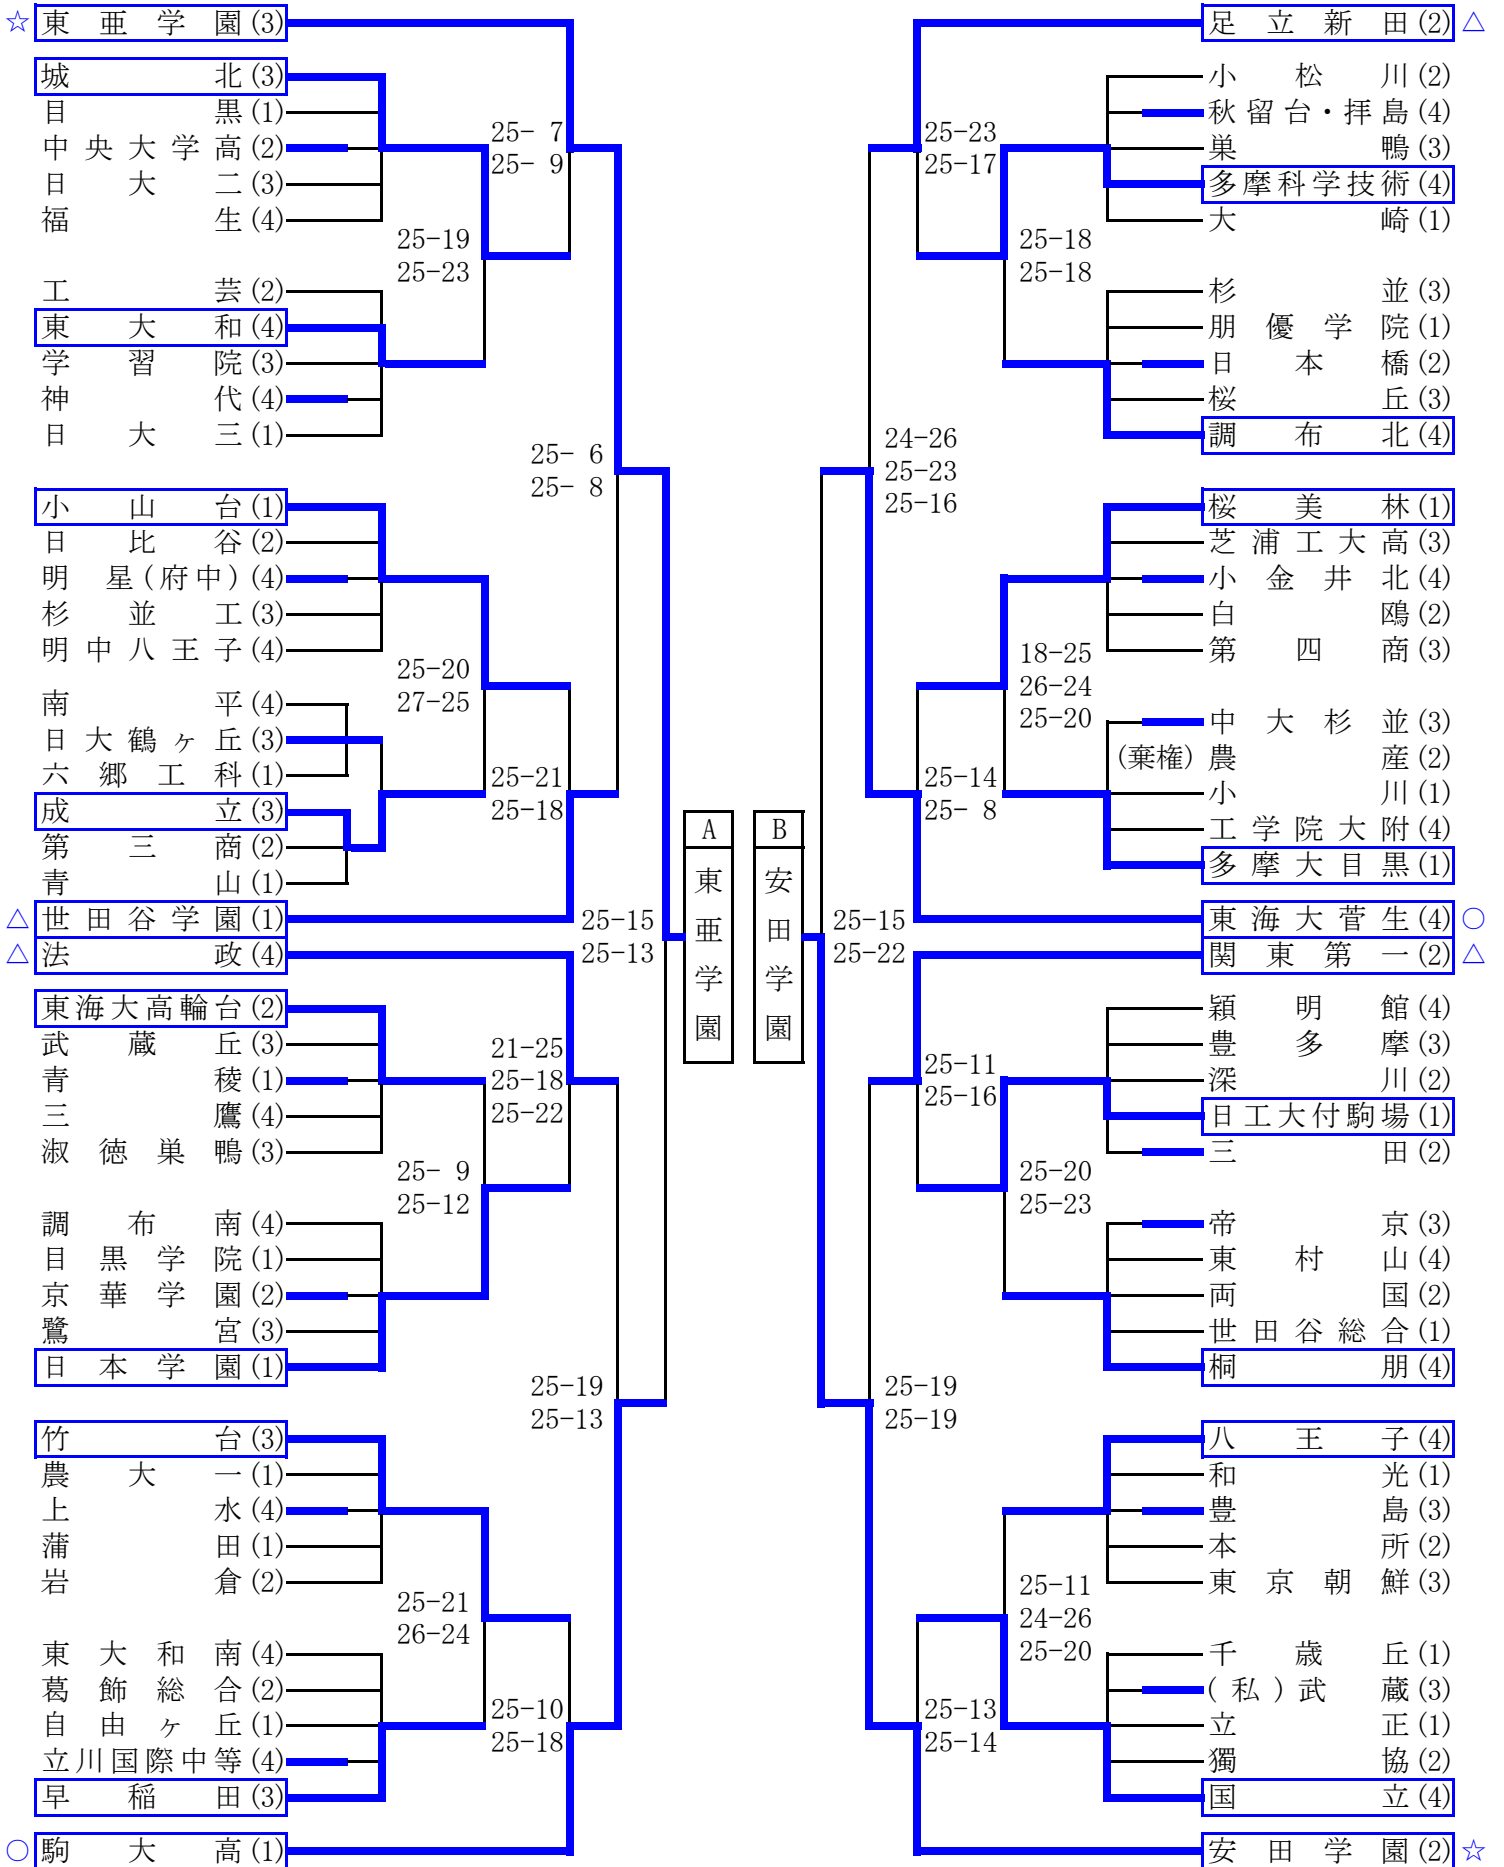 ☆ 東亜学園(3)
城北(3)
目黒(1)
中央大学高(2)
日大二(3)
福生(4)
25- 7
25- 9
25-19
25-23
工芸(2)
東大和(4)
学習院(3)
神代(4)
日大三(1)
25- 6
25- 8
小山台(1)
日比谷(2)
明星(府中)(4)
杉並工(3)
明中八王子(4)
25-20
27-25
南平(4)
日大鶴ヶ丘(3)
六郷工科(1)
成立(3)
第三商(2)
青山(1)
25-21
25-18
△ 世田谷学園(1)
25-15
25-13
△ 法政(4)
東海大高輪台(2)
武蔵丘(3)
青稜(1)
三鷹(4)
淑徳巣鴨(3)
21-25
25-18
25-22
25- 9
25-12
調布南(4)
目黒学院(1)
京華学園(2)
鷺宮(3)
日本学園(1)
25-19
25-13
竹台(3)
農大一(1)
上水(4)
蒲田(1)
岩倉(2)
25-21
26-24
東大和南(4)
葛飾総合(2)
自由ヶ丘(1)
立川国際中等(4)
早稲田(3)
25-10
25-18
○ 駒大高(1)
A
東亜学園
B
安田学園
足立新田(2) △
小松川(2)
秋留台・拝島(4)
巣鴨(3)
多摩科学技術(4)
大崎(1)
25-23
25-17
25-18
25-18
杉並(3)
朋優学院(1)
日本橋(2)
桜丘(3)
調布北(4)
24-26
25-23
25-16
桜美林(1)
芝浦工大高(3)
小金井北(4)
白鴎(2)
第四商(3)
18-25
26-24
25-20
中大杉並(3)
(棄権)農産(2)
小川(1)
工学院大附(4)
多摩大目黒(1)
25-14
25- 8
東海大菅生(4) ○
25-15
25-22
関東第一(2) △
穎明館(4)
豊多摩(3)
深川(2)
日工大付駒場(1)
三田(2)
25-11
25-16
25-20
25-23
帝京(3)
東村山(4)
両国(2)
世田谷総合(1)
桐朋(4)
25-19
25-19
八王子(4)
和光(1)
豊島(3)
本所(2)
東京朝鮮(3)
25-11
24-26
25-20
千歳丘(1)
(私)武蔵(3)
立正(1)
獨協(2)
国立(4)
25-13
25-14
安田学園(2) ☆